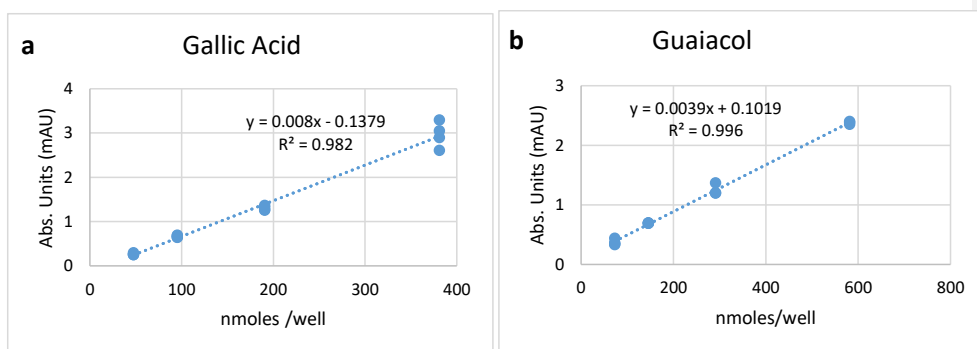 a
Gallic Acid
y = 0.008x - 0.1379
R² = 0.982
Abs. Units (mAU)
4
3
2
1
0
0 100 200 300 400
nmoles /well
b
Guaiacol
y = 0.0039x + 0.1019
R² = 0.996
Abs. Units (mAU)
3
2
1
0
0 200 400 600 800
nmoles/well